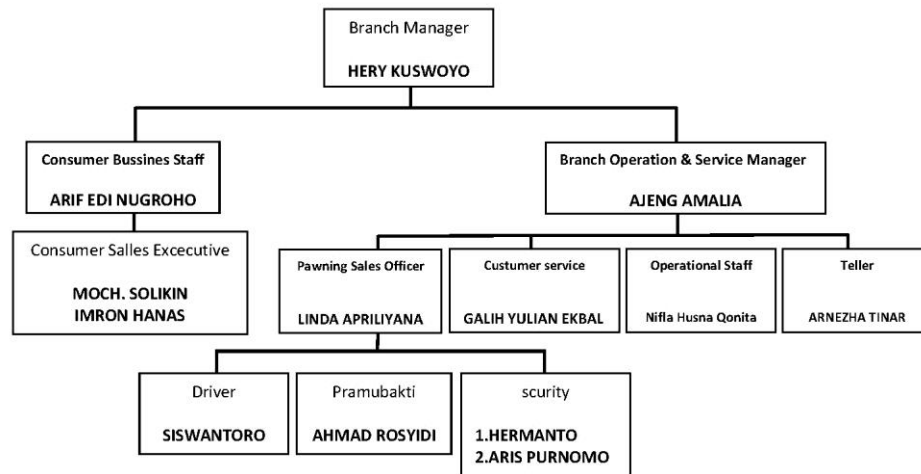 Branch Manager
HERY KUSWOYO
Consumer Bussines Staff
ARIF EDI NUGROHO
Branch Operation & Service Manager
AJENG AMALIA
Consumer Salles Excecutive
MOCH. SOLIKIN
IMRON HANAS
Pawning Sales Officer
LINDA APRILIYANA
Custumer service
GALIH YULIAN EKBAL
Operational Staff
Nifla Husna Qonita
Teller
ARNEZHA TINAR
Driver
SISWANTORO
Pramubakti
AHMAD ROSYIDI
scurity
1.HERMANTO
2.ARIS PURNOMO